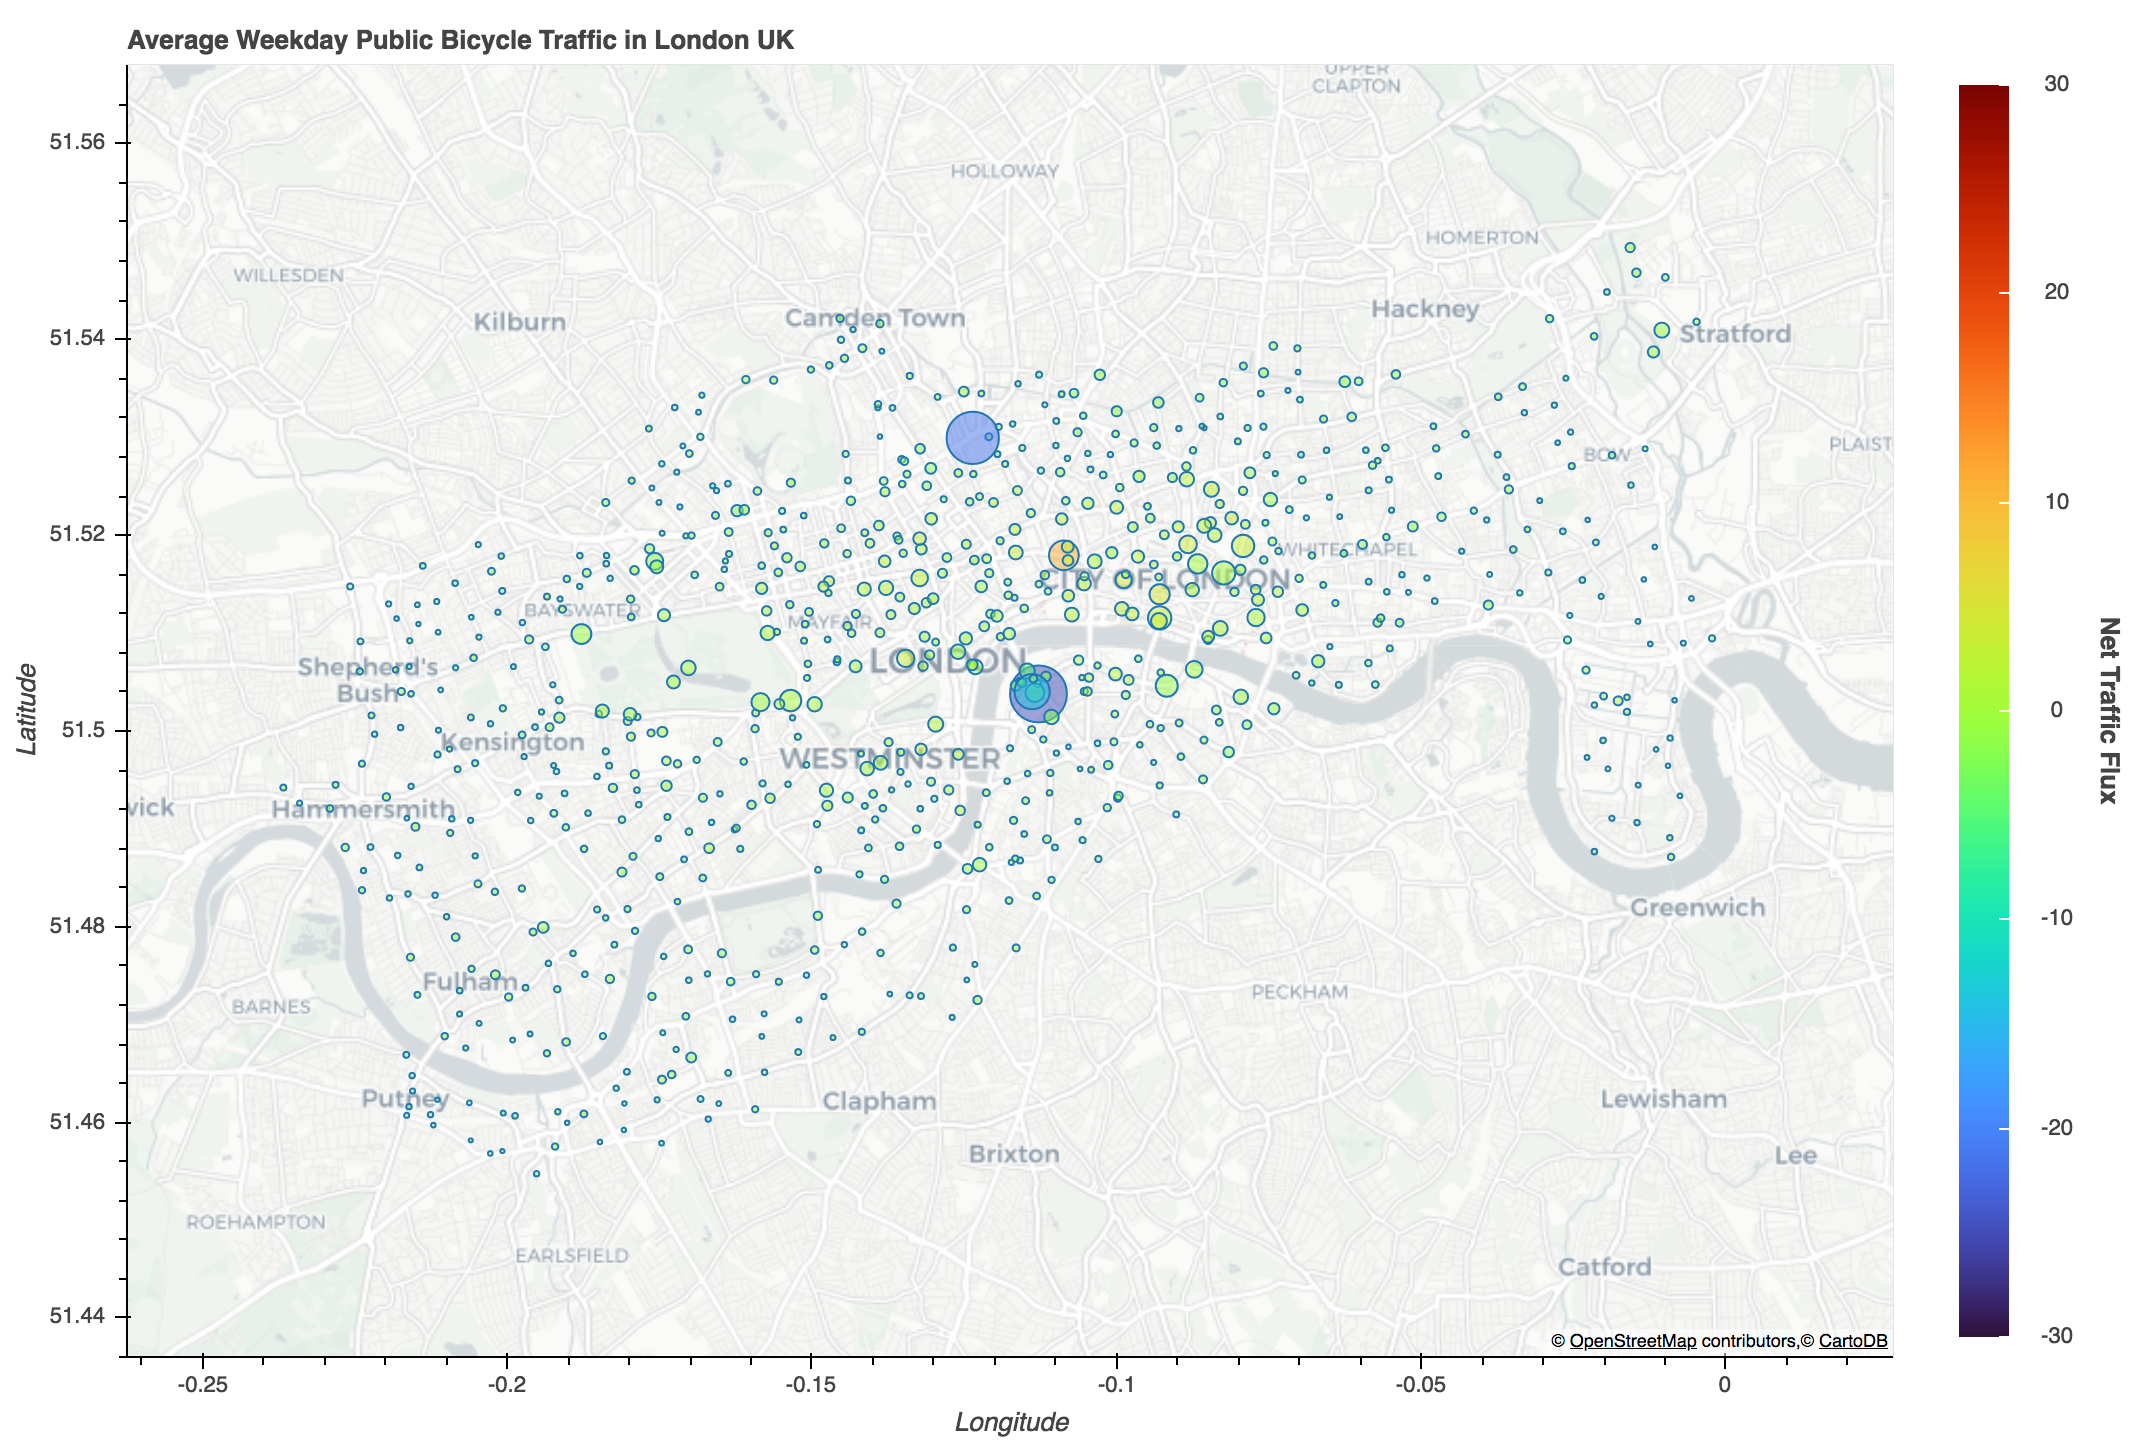 Average Weekday Public Bicycle Traffic in London UK
UPPER
CLAPTON
HOLLOWAY
HOMERTON
WILLESDEN
Kilburn
Camden Town
Hackney
Stratford
BOW
PLAIST
WHITECHAPEL
CITY OF LONDON
BAYSWATER
MAYFAIR
LONDON
Shepherd's
Bush
Kensington
WESTMINSTER
wick
Hammersmith
Greenwich
Fulham
BARNES
PECKHAM
Putney
Clapham
Lewisham
Brixton
Lee
ROEHAMPTON
EARLSFIELD
Catford
© OpenStreetMap contributors,© CartoDB
51.56
51.54
51.52
51.5
51.48
51.46
51.44
Latitude
-0.25
-0.2
-0.15
-0.1
-0.05
0
Longitude
30
20
10
0
-10
-20
-30
Net Traffic Flux